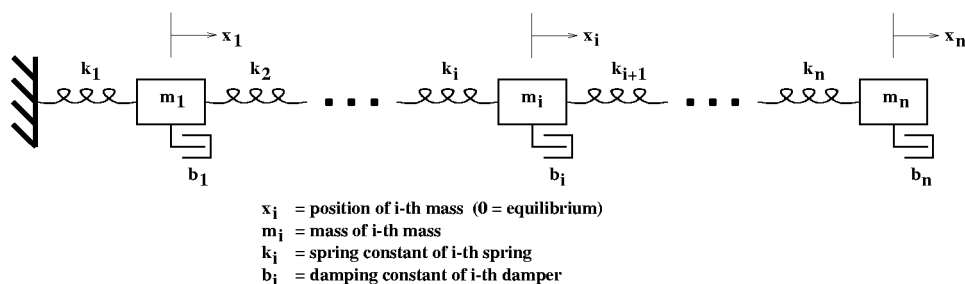 x1 xi xn
k1 k2 ki ki+1 kn
m1 mi mn
b1 bi bn
xi = position of i-th mass (0 = equilibrium)
mi = mass of i-th mass
ki = spring constant of i-th spring
bi = damping constant of i-th damper